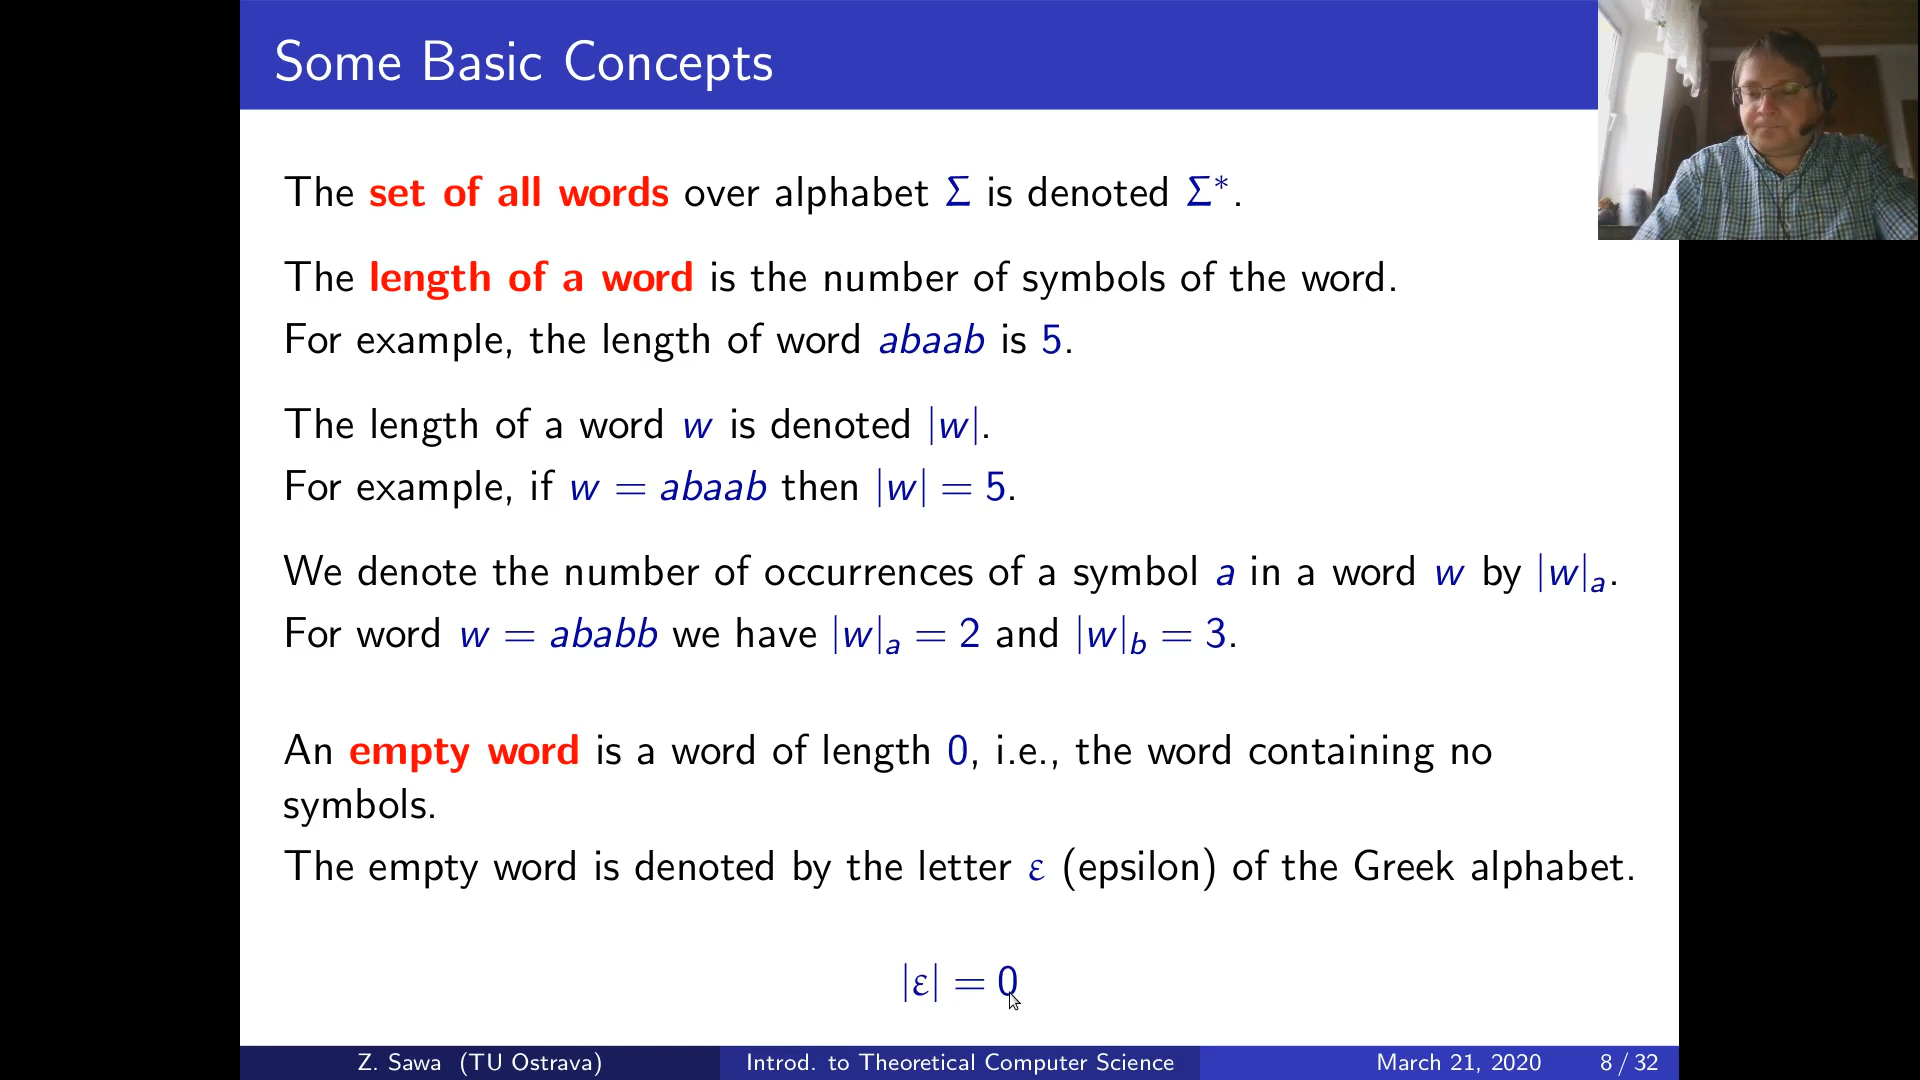 Some Basic Concepts
The set of all words over alphabet Σ is denoted Σ*.
The length of a word is the number of symbols of the word.
For example, the length of word abaab is 5.
The length of a word w is denoted |w|.
For example, if w = abaab then |w| = 5.
We denote the number of occurrences of a symbol a in a word w by |w|ₐ.
For word w = ababb we have |w|_a = 2 and |w|_b = 3.
An empty word is a word of length 0, i.e., the word containing no
symbols.
The empty word is denoted by the letter ε (epsilon) of the Greek alphabet.
|ε| = 0
Z. Sawa (TU Ostrava) Introd. to Theoretical Computer Science March 21, 2020 8 / 32